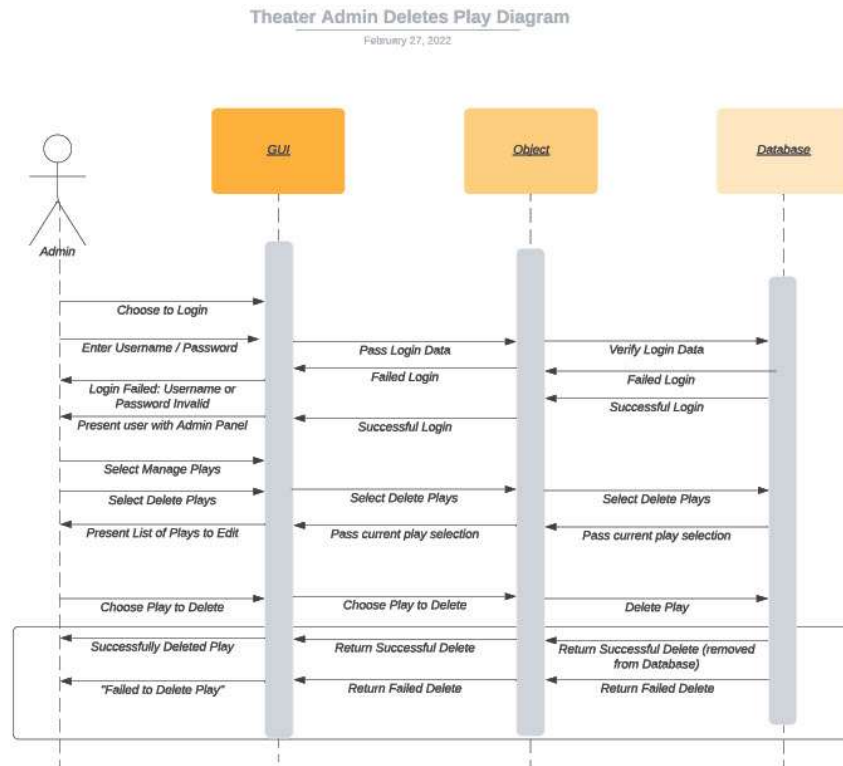 Theater Admin Deletes Play Diagram
February 27, 2022
GUI
Object
Database
Admin
Choose to Login
Enter Username / Password
Pass Login Data
Verify Login Data
Failed Login
Failed Login
Login Failed: Username or
Password Invalid
Successful Login
Present user with Admin Panel
Successful Login
Select Manage Plays
Select Delete Plays
Select Delete Plays
Select Delete Plays
Present List of Plays to Edit
Pass current play selection
Pass current play selection
Choose Play to Delete
Choose Play to Delete
Delete Play
Successfully Deleted Play
Return Successful Delete
Return Successful Delete (removed
from Database)
"Failed to Delete Play"
Return Failed Delete
Return Failed Delete